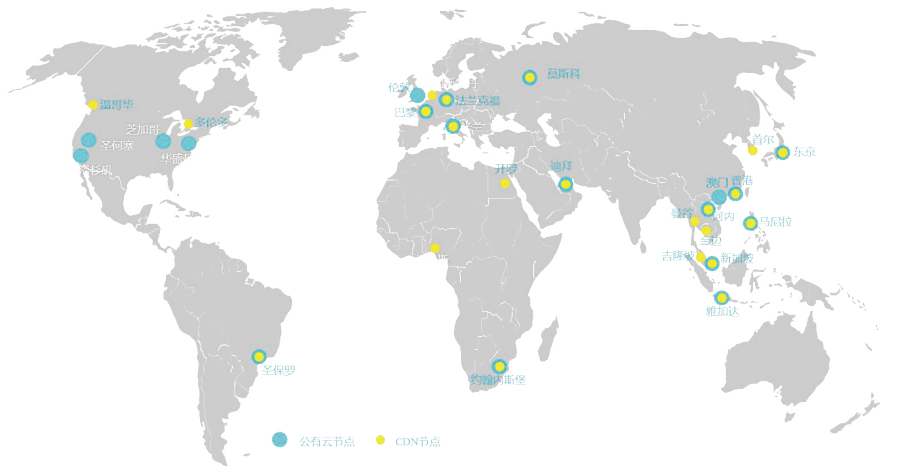 莫斯科
伦敦
法兰克福
温哥华
巴黎
多伦多
芝加哥
首尔
圣何塞
东京
洛杉矶
开罗
迪拜
澳门
香港
曼谷
河内
马尼拉
金边
吉隆坡
新加坡
雅加达
圣保罗
约翰内斯堡
公有云节点
CDN节点